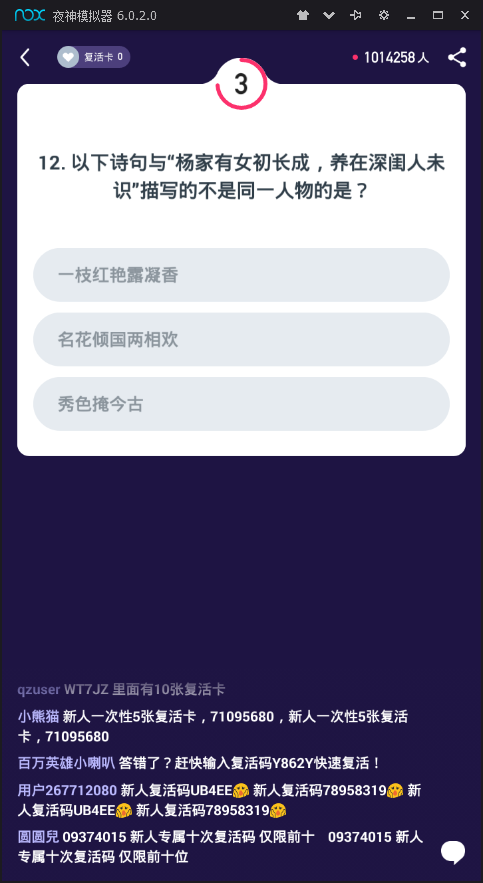 nox 夜神模拟器 6.0.2.0
复活卡 0
1014258 人
3
12. 以下诗句与“杨家有女初长成，养在深闺人未
识”描写的不是同一人物的是？
一枝红艳露凝香
名花倾国两相欢
秀色掩今古
qzuser WT7JZ 里面有10张复活卡
小熊猫 新人一次性5张复活卡，71095680，新人一次性5张复活
卡，71095680
百万英雄小喇叭 答错了？赶快输入复活码Y862Y快速复活！
用户267712080 新人复活码UB4EE🤗 新人复活码78958319🤗 新
人复活码UB4EE🤗 新人复活码78958319🤗
圆圆兒 09374015 新人专属十次复活码 仅限前十 09374015 新人
专属十次复活码 仅限前十位